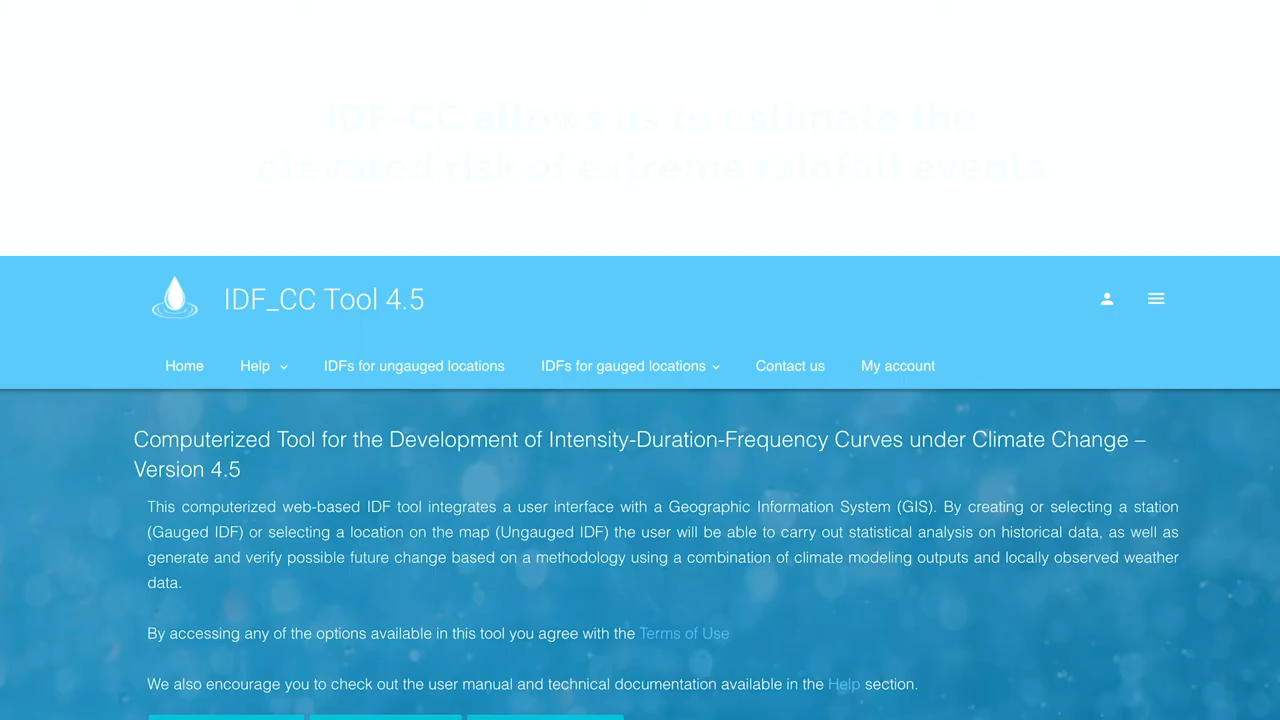 IDF-CC allows us to estimate the
elevated risk of extreme rainfall events
IDF_CC Tool 4.5
Home Help IDFs for ungauged locations IDFs for gauged locations Contact us My account
Computerized Tool for the Development of Intensity-Duration-Frequency Curves under Climate Change –
Version 4.5
This computerized web-based IDF tool integrates a user interface with a Geographic Information System (GIS). By creating or selecting a station
(Gauged IDF) or selecting a location on the map (Ungauged IDF) the user will be able to carry out statistical analysis on historical data, as well as
generate and verify possible future change based on a methodology using a combination of climate modeling outputs and locally observed weather
data.
By accessing any of the options available in this tool you agree with the Terms of Use
We also encourage you to check out the user manual and technical documentation available in the Help section.